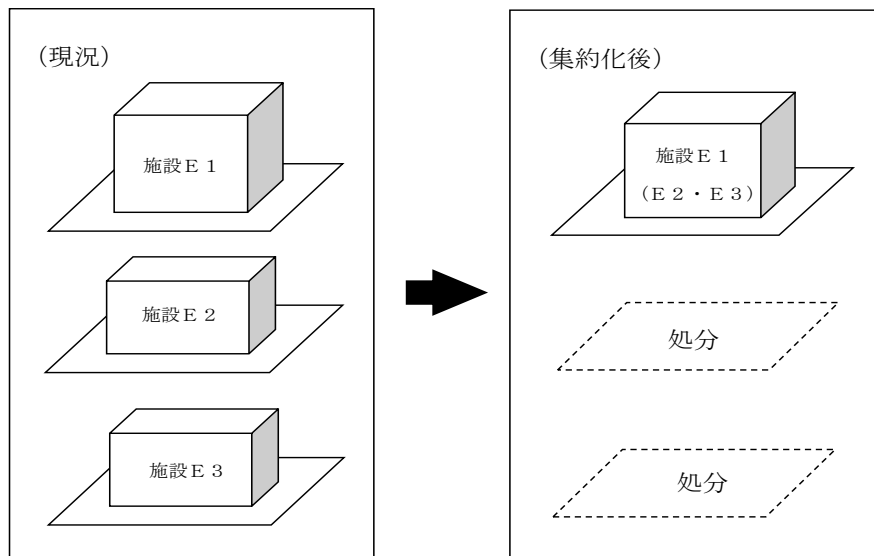 （現況）
施設Ｅ１
施設Ｅ２
施設Ｅ３
（集約化後）
施設Ｅ１
（Ｅ２・Ｅ３）
処分
処分